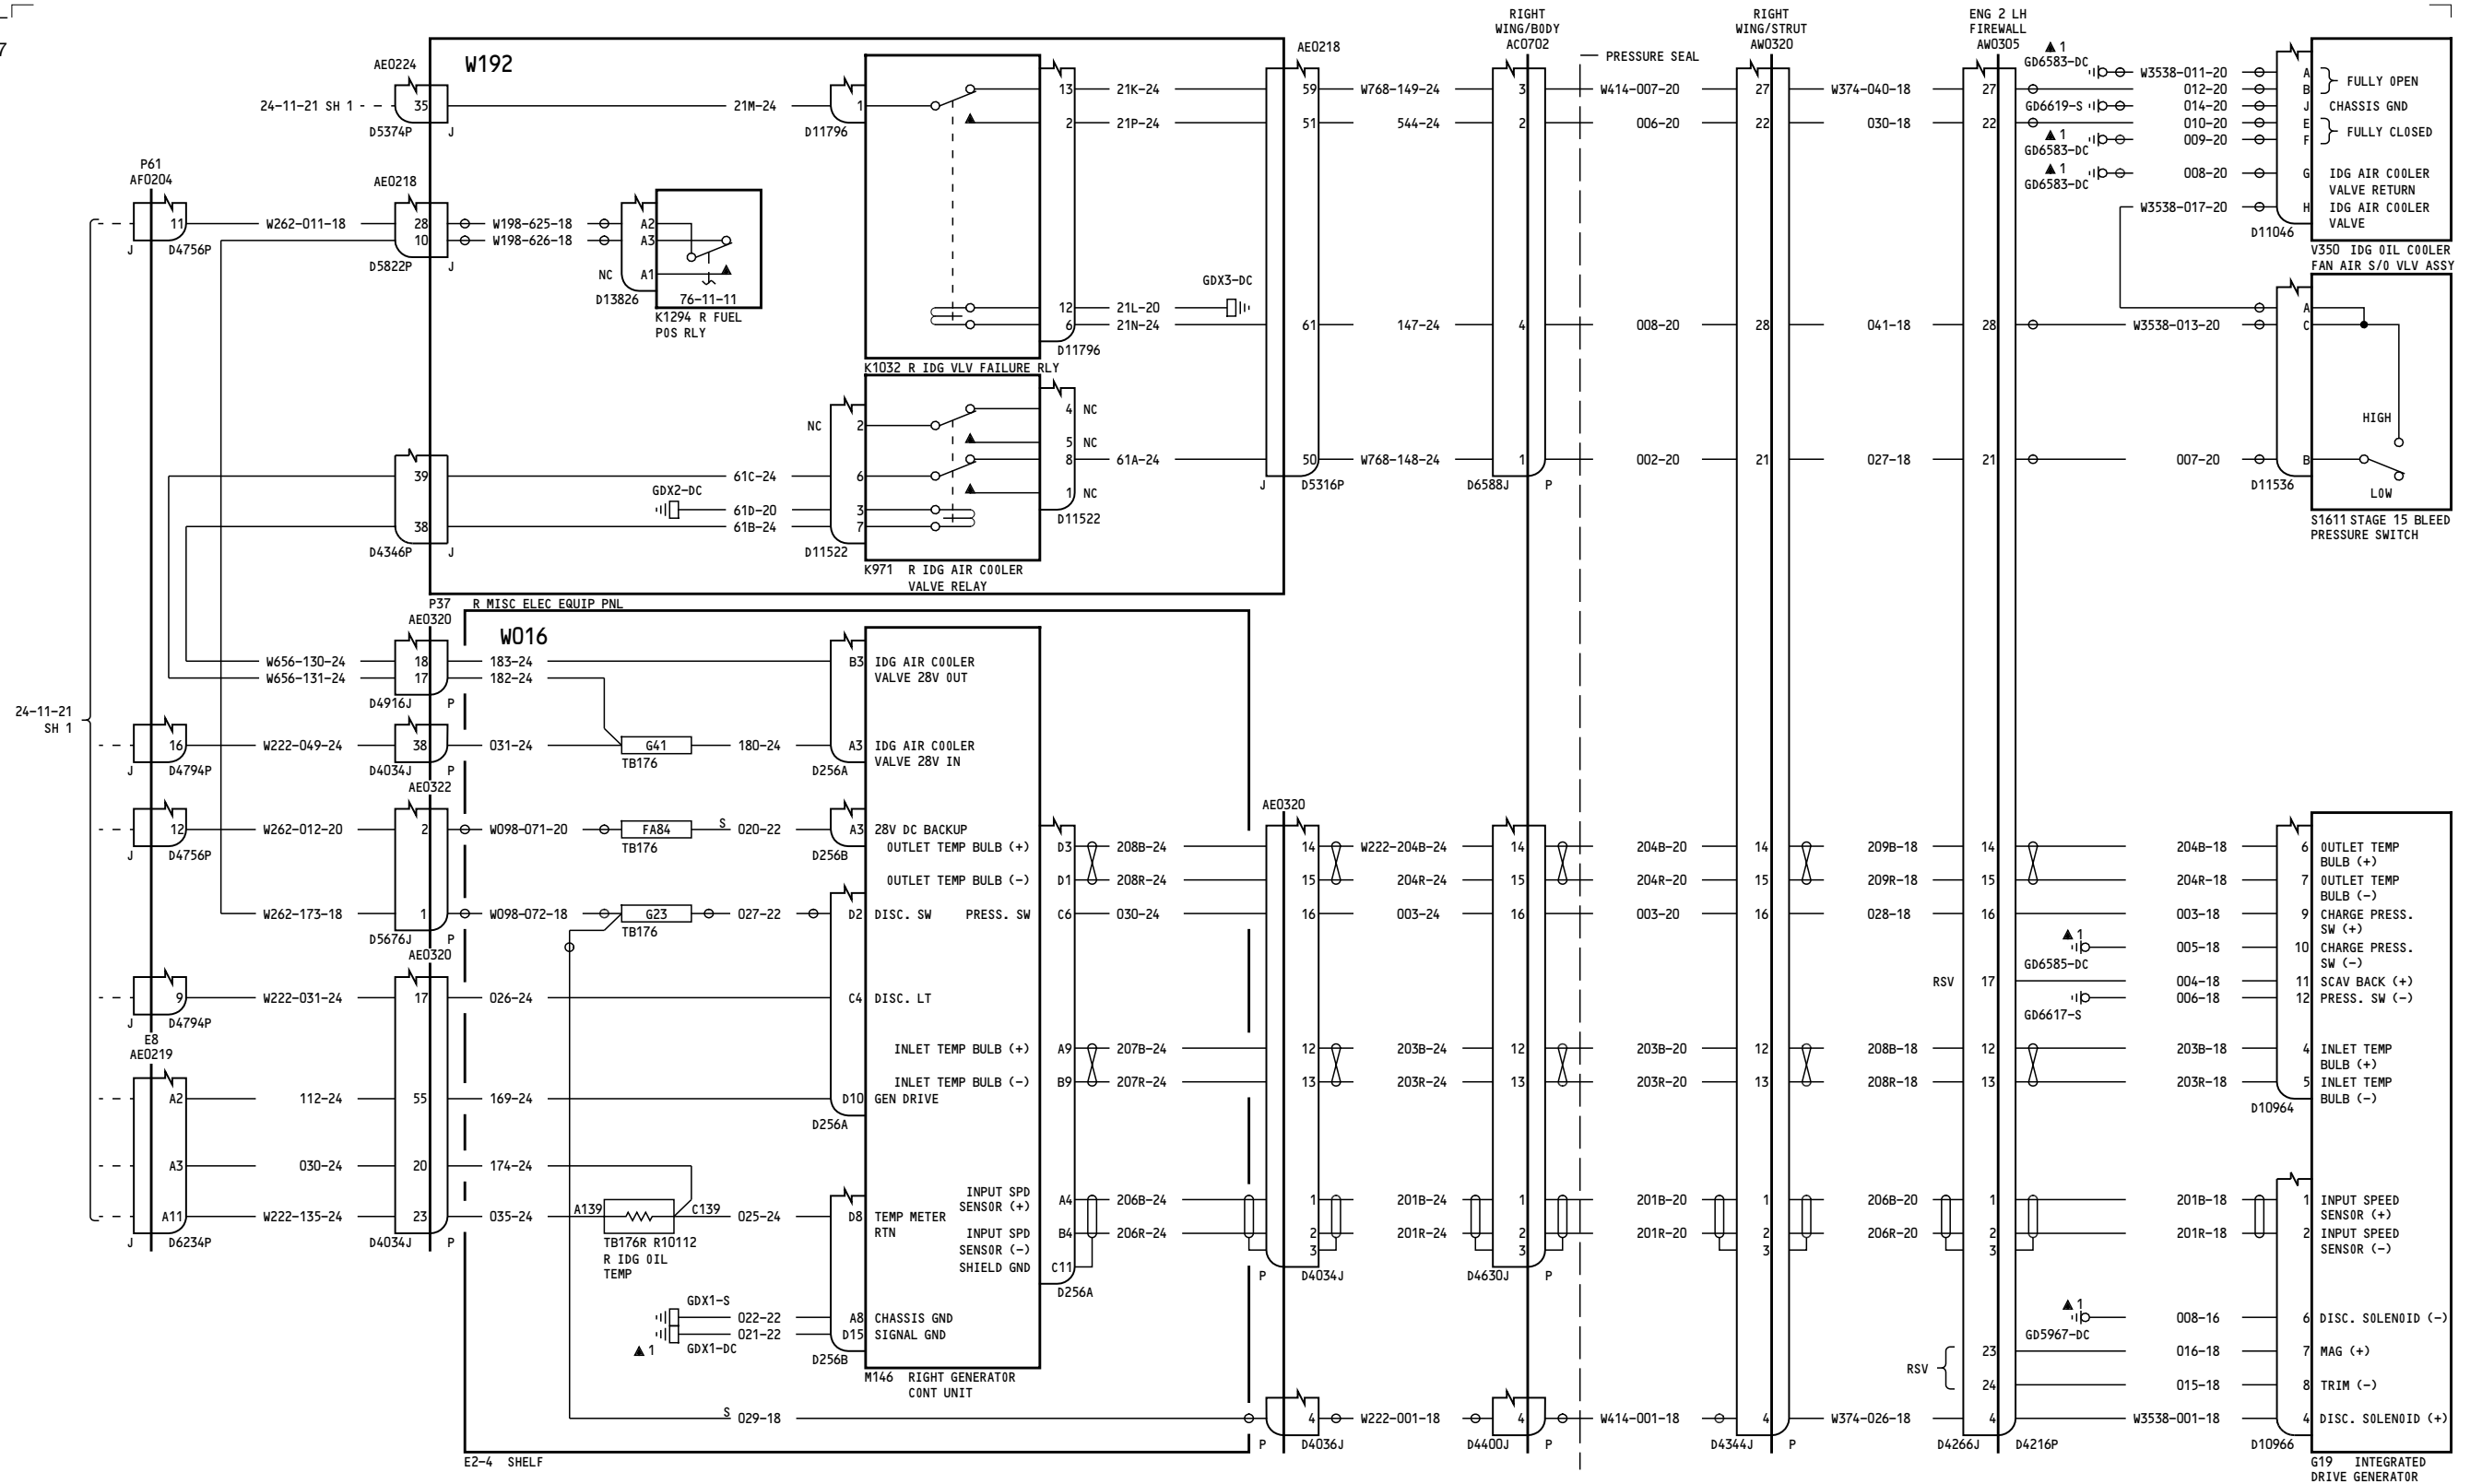 7
RIGHT
WING/BODY
AC0702
RIGHT
WING/STRUT
AW0320
ENG 2 LH
FIREWALL
AW0305
PRESSURE SEAL
W192
AE0224
24-11-21 SH 1
35
D5374P
J
21M-24
1
D11796
13
21K-24
2
21P-24
12
21L-20
GDX3-DC
6
21N-24
D11796
K1032 R IDG VLV FAILURE RLY
AE0218
59
W768-149-24
3
W414-007-20
27
W374-040-18
27
51
544-24
2
006-20
22
030-18
22
61
147-24
4
008-20
28
041-18
28
W3538-013-20
50
W768-148-24
1
002-20
21
027-18
21
007-20
J
D5316P
D6588J
P
1
GD6583-DC
W3538-011-20
A
FULLY OPEN
012-20
B
GD6619-S
014-20
J
CHASSIS GND
010-20
E
FULLY CLOSED
1
GD6583-DC
009-20
F
1
GD6583-DC
008-20
G
IDG AIR COOLER
VALVE RETURN
W3538-017-20
H
IDG AIR COOLER
VALVE
D11046
V350 IDG OIL COOLER
FAN AIR S/O VLV ASSY
A
C
HIGH
B
LOW
D11536
S1611 STAGE 15 BLEED
PRESSURE SWITCH
P61
AF0204
11
J
D4756P
W262-011-18
AE0218
28
10
D5822P
J
W198-625-18
W198-626-18
A2
A3
NC
A1
D13826
76-11-11
K1294 R FUEL
POS RLY
NC
2
4
NC
5
NC
6
8
61A-24
1
NC
3
7
D11522
D11522
39
61C-24
GDX2-DC
61D-20
38
61B-24
D4346P
J
K971 R IDG AIR COOLER
VALVE RELAY
P37
R MISC ELEC EQUIP PNL
AE0320
W016
W656-130-24
18
183-24
B3
IDG AIR COOLER
VALVE 28V OUT
W656-131-24
17
182-24
D4916J
P
24-11-21
SH 1
16
J
D4794P
W222-049-24
38
031-24
G41
TB176
180-24
A3
IDG AIR COOLER
VALVE 28V IN
D4034J
P
D256A
AE0322
12
J
D4756P
W262-012-20
2
W098-071-20
FA84
TB176
S
020-22
A3
28V DC BACKUP
D256B
W262-173-18
1
W098-072-18
G23
TB176
027-22
D2
DISC. SW
D5676J
P
AE0320
9
J
D4794P
W222-031-24
17
026-24
C4
DISC. LT
E8
AE0219
A2
112-24
55
169-24
D10
GEN DRIVE
D256A
A3
030-24
20
174-24
A11
W222-135-24
23
035-24
A139
C139
025-24
D8
TEMP METER
RTN
J
D6234P
D4034J
P
TB176R R10112
R IDG OIL
TEMP
GDX1-S
022-22
A8
CHASSIS GND
021-22
D15
SIGNAL GND
1
GDX1-DC
D256B
M146 RIGHT GENERATOR
CONT UNIT
S
029-18
E2-4 SHELF
AE0320
OUTLET TEMP BULB (+)
D3
208B-24
14
W222-204B-24
14
204B-20
14
209B-18
14
204B-18
6
OUTLET TEMP
BULB (+)
OUTLET TEMP BULB (-)
D1
208R-24
15
204R-24
15
204R-20
15
209R-18
15
204R-18
7
OUTLET TEMP
BULB (-)
PRESS. SW
C6
030-24
16
003-24
16
003-20
16
028-18
16
003-18
9
CHARGE PRESS.
SW (+)
1
GD6585-DC
005-18
10
CHARGE PRESS.
SW (-)
RSV
17
004-18
11
SCAV BACK (+)
GD6617-S
006-18
12
PRESS. SW (-)
INLET TEMP BULB (+)
A9
207B-24
12
203B-24
12
203B-20
12
208B-18
12
203B-18
4
INLET TEMP
BULB (+)
INLET TEMP BULB (-)
B9
207R-24
13
203R-24
13
203R-20
13
208R-18
13
203R-18
5
INLET TEMP
BULB (-)
D10964
INPUT SPD
SENSOR (+)
A4
206B-24
1
201B-24
1
201B-20
1
206B-20
1
201B-18
1
INPUT SPEED
SENSOR (+)
INPUT SPD
SENSOR (-)
B4
206R-24
2
201R-24
2
201R-20
2
206R-20
2
201R-18
2
INPUT SPEED
SENSOR (-)
3
3
3
3
SHIELD GND
C11
D256A
P
D4034J
D4630J
P
1
GD5967-DC
008-16
6
DISC. SOLENOID (-)
RSV
23
016-18
7
MAG (+)
24
015-18
8
TRIM (-)
4
W222-001-18
4
W414-001-18
4
W374-026-18
4
W3538-001-18
4
DISC. SOLENOID (+)
P
D4036J
D4400J
P
D4344J
P
D4266J
D4216P
D10966
G19 INTEGRATED
DRIVE GENERATOR